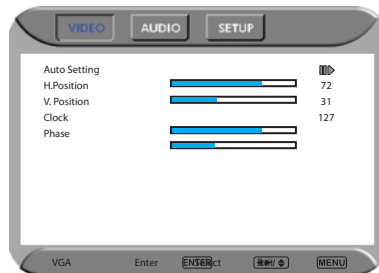 VIDEO AUDIO SETUP
Auto Setting
H.Position 72
V. Position 31
Clock 127
Phase
VGA Enter ENTER MENU